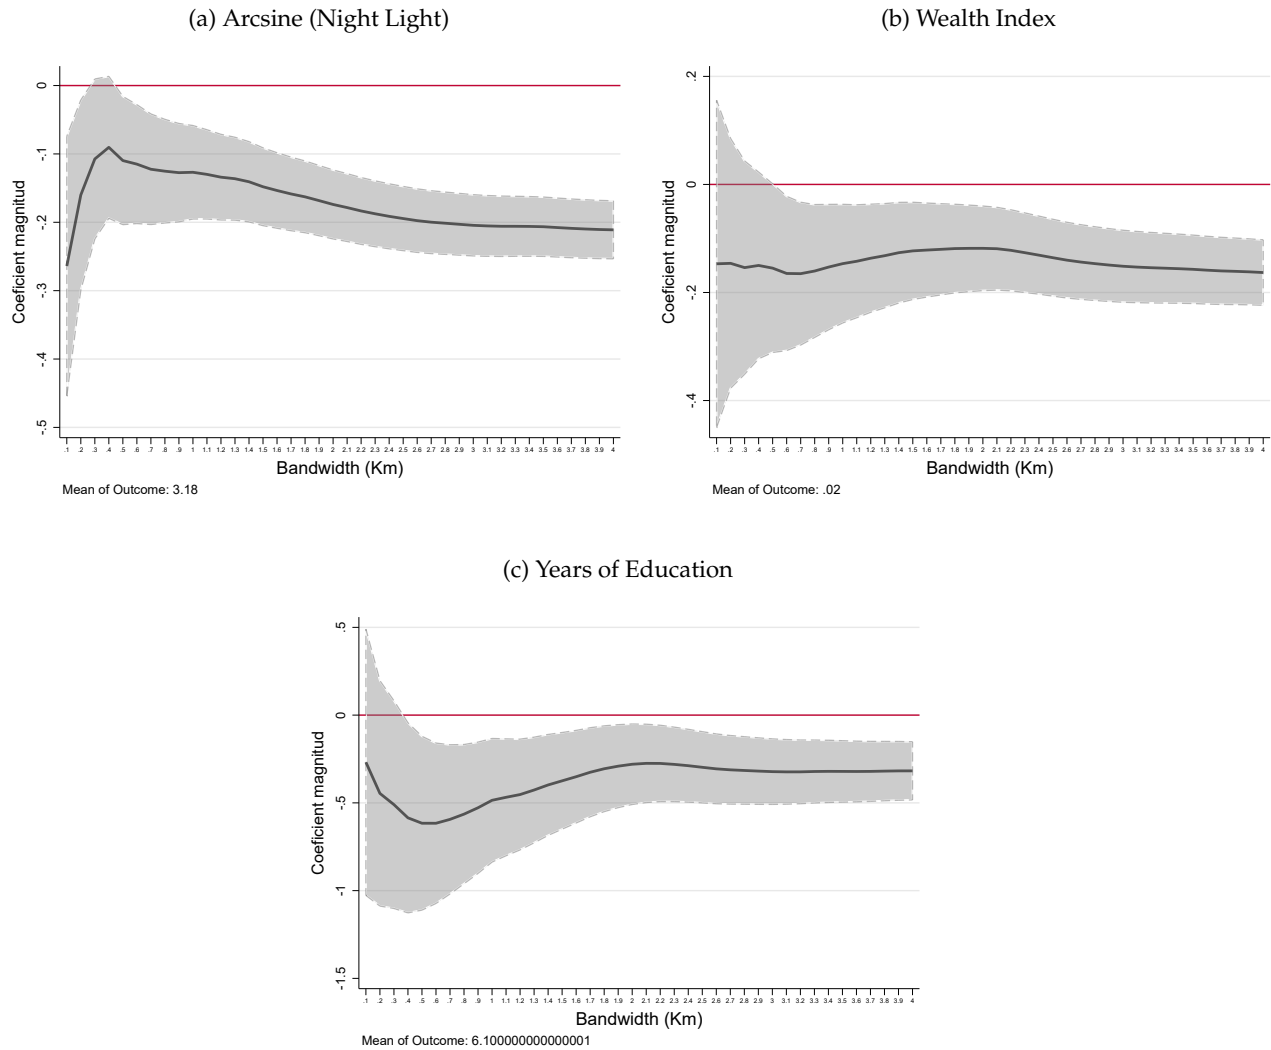 (a) Arcsine (Night Light)
Coeficient magnitud
0
-.1
-.2
-.3
-.4
-.5
.1 .2 .3 .4 .5 .6 .7 .8 .9 1 1.1 1.2 1.3 1.4 1.5 1.6 1.7 1.8 1.9 2 2.1 2.2 2.3 2.4 2.5 2.6 2.7 2.8 2.9 3 3.1 3.2 3.3 3.4 3.5 3.6 3.7 3.8 3.9 4
Bandwidth (Km)
Mean of Outcome: 3.18
(b) Wealth Index
Coeficient magnitud
.2
0
-.2
-.4
.1 .2 .3 .4 .5 .6 .7 .8 .9 1 1.1 1.2 1.3 1.4 1.5 1.6 1.7 1.8 1.9 2 2.1 2.2 2.3 2.4 2.5 2.6 2.7 2.8 2.9 3 3.1 3.2 3.3 3.4 3.5 3.6 3.7 3.8 3.9 4
Bandwidth (Km)
Mean of Outcome: .02
(c) Years of Education
Coeficient magnitud
.5
0
-.5
-1
-1.5
.1 .2 .3 .4 .5 .6 .7 .8 .9 1 1.1 1.2 1.3 1.4 1.5 1.6 1.7 1.8 1.9 2 2.1 2.2 2.3 2.4 2.5 2.6 2.7 2.8 2.9 3 3.1 3.2 3.3 3.4 3.5 3.6 3.7 3.8 3.9 4
Bandwidth (Km)
Mean of Outcome: 6.100000000000001